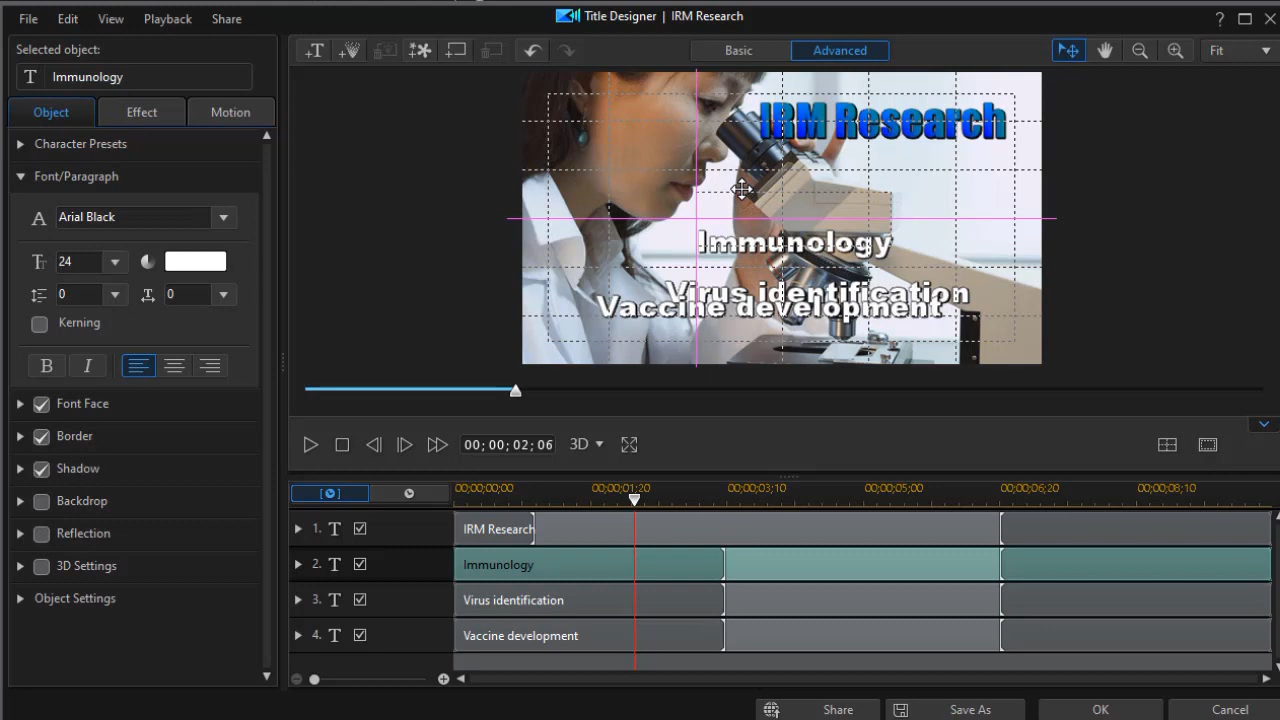 File Edit View Playback Share
Title Designer | IRM Research
?
Selected object:
T Immunology
Basic Advanced
Fit
Object Effect Motion
Character Presets
Font/Paragraph
Arial Black
24
0 0
Kerning
B I
Font Face
Border
Shadow
Backdrop
Reflection
3D Settings
Object Settings
IRM Research
Immunology
Virus identification
Vaccine development
00; 00; 02; 06 3D
00;00;00;00 00;00;01;20 00;00;03;10 00;00;05;00 00;00;06;20 00;00;08;10
1. T IRM Research
2. T Immunology
3. T Virus identification
4. T Vaccine development
Share Save As OK Cancel